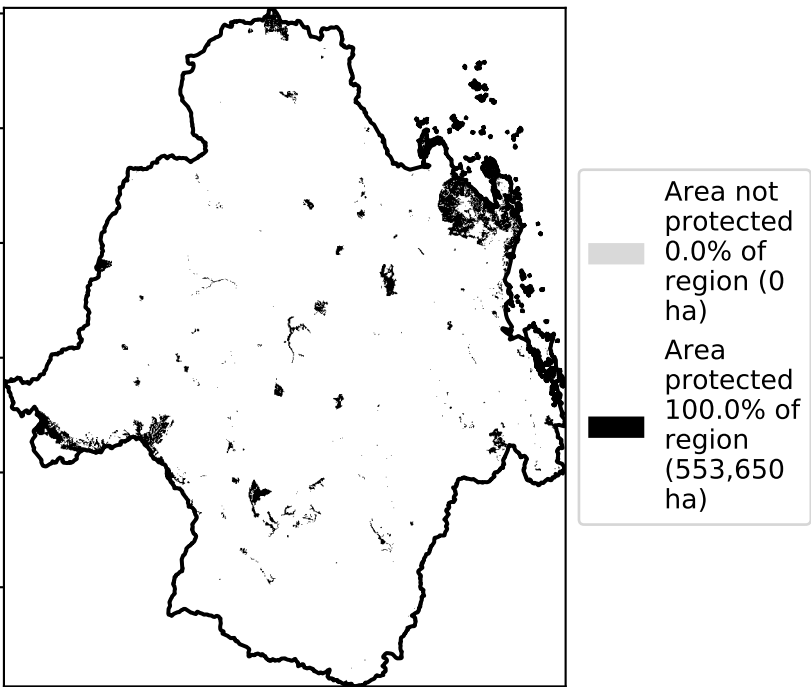 Area not
protected
0.0% of
region (0
ha)
Area
protected
100.0% of
region
(553,650
ha)